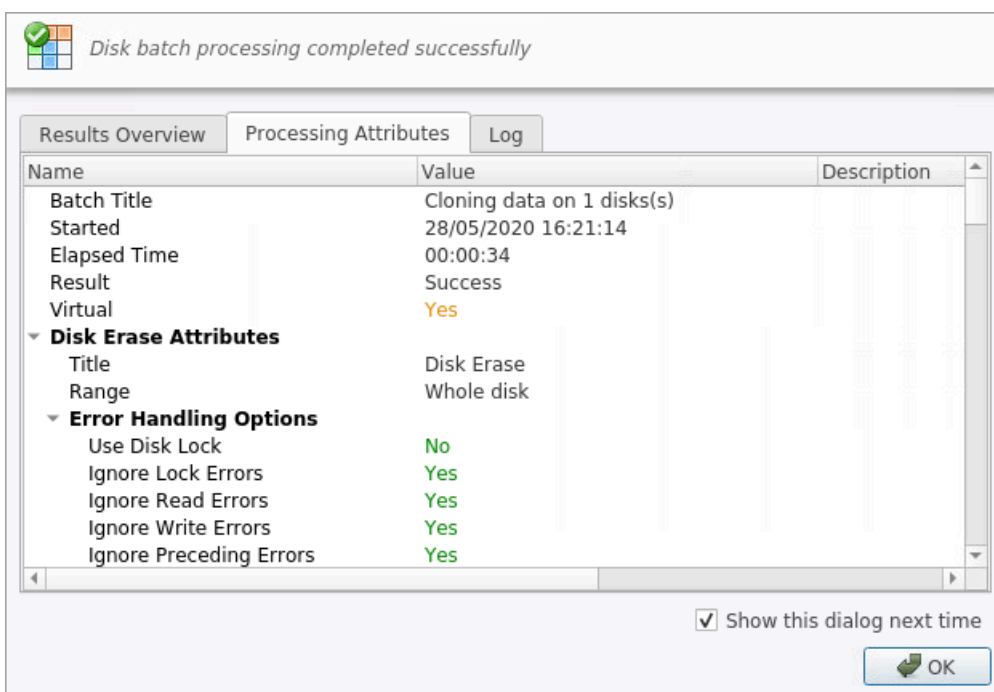 Disk batch processing completed successfully
Results Overview Processing Attributes Log
Name Value Description
Batch Title Cloning data on 1 disks(s)
Started 28/05/2020 16:21:14
Elapsed Time 00:00:34
Result Success
Virtual Yes
Disk Erase Attributes
Title Disk Erase
Range Whole disk
Error Handling Options
Use Disk Lock No
Ignore Lock Errors Yes
Ignore Read Errors Yes
Ignore Write Errors Yes
Ignore Preceding Errors Yes
Show this dialog next time
OK